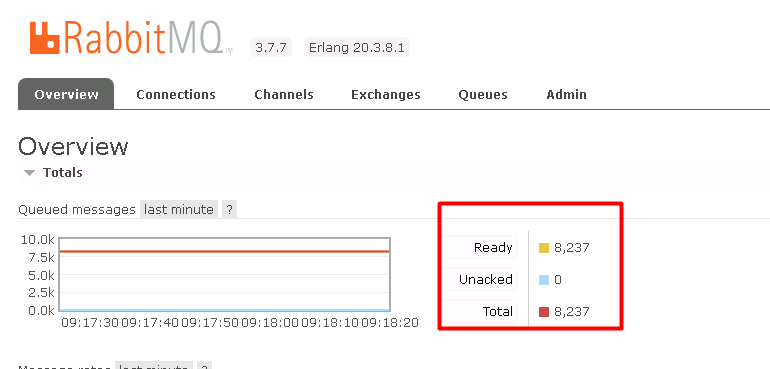 RabbitMQ TM 3.7.7 Erlang 20.3.8.1
Overview Connections Channels Exchanges Queues Admin
Overview
Totals
Queued messages last minute ?
10.0k
7.5k
5.0k
2.5k
0.0k
09:17:30 09:17:40 09:17:50 09:18:00 09:18:10 09:18:20
Ready 8,237
Unacked 0
Total 8,237
Message rates last minute ?